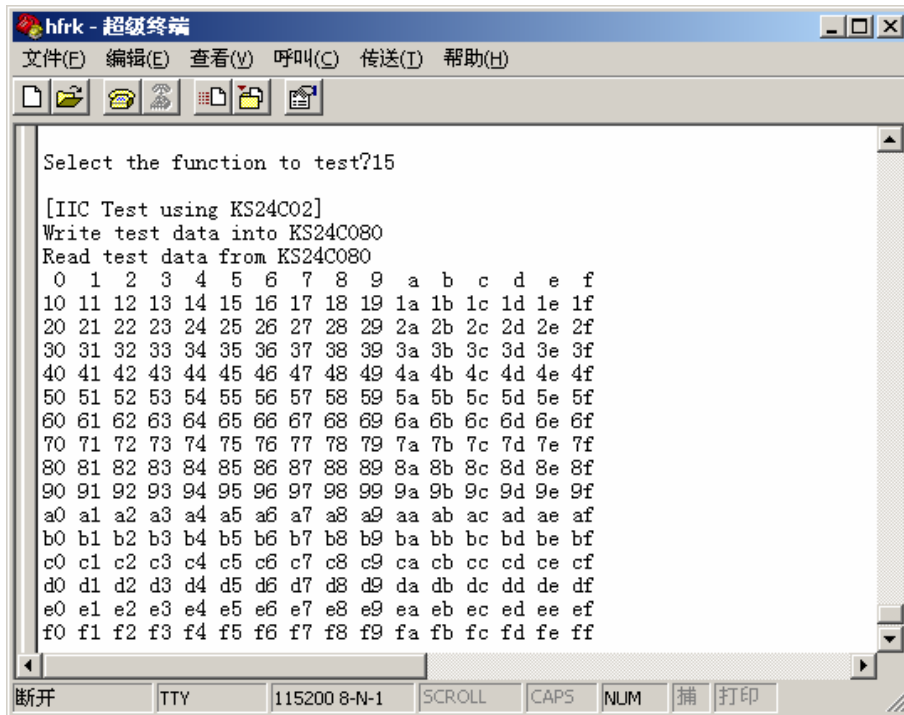 hfrk - 超级终端
文件(F) 编辑(E) 查看(V) 呼叫(C) 传送(T) 帮助(H)
Select the function to test?15
[IIC Test using KS24C02]
Write test data into KS24C080
Read test data from KS24C080
0 1 2 3 4 5 6 7 8 9 a b c d e f
10 11 12 13 14 15 16 17 18 19 1a 1b 1c 1d 1e 1f
20 21 22 23 24 25 26 27 28 29 2a 2b 2c 2d 2e 2f
30 31 32 33 34 35 36 37 38 39 3a 3b 3c 3d 3e 3f
40 41 42 43 44 45 46 47 48 49 4a 4b 4c 4d 4e 4f
50 51 52 53 54 55 56 57 58 59 5a 5b 5c 5d 5e 5f
60 61 62 63 64 65 66 67 68 69 6a 6b 6c 6d 6e 6f
70 71 72 73 74 75 76 77 78 79 7a 7b 7c 7d 7e 7f
80 81 82 83 84 85 86 87 88 89 8a 8b 8c 8d 8e 8f
90 91 92 93 94 95 96 97 98 99 9a 9b 9c 9d 9e 9f
a0 a1 a2 a3 a4 a5 a6 a7 a8 a9 aa ab ac ad ae af
b0 b1 b2 b3 b4 b5 b6 b7 b8 b9 ba bb bc bd be bf
c0 c1 c2 c3 c4 c5 c6 c7 c8 c9 ca cb cc cd ce cf
d0 d1 d2 d3 d4 d5 d6 d7 d8 d9 da db dc dd de df
e0 e1 e2 e3 e4 e5 e6 e7 e8 e9 ea eb ec ed ee ef
f0 f1 f2 f3 f4 f5 f6 f7 f8 f9 fa fb fc fd fe ff
断开 TTY 115200 8-N-1 SCROLL CAPS NUM 捕 打印